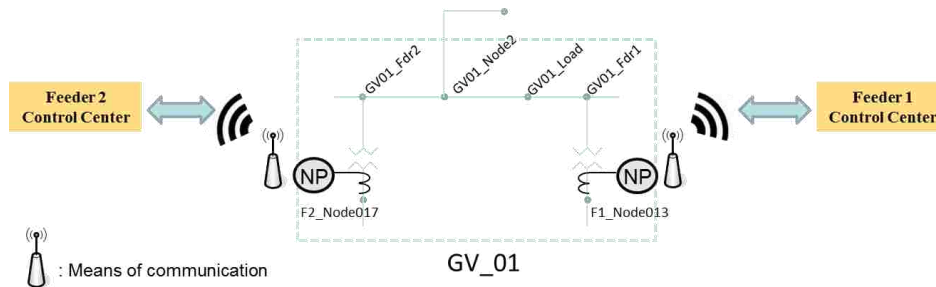 GV01_Fdr2
GV01_Node2
GV01_Load
GV01_Fdr1
Feeder 2
Control Center
Feeder 1
Control Center
NP
NP
F2_Node017
F1_Node013
GV_01
: Means of communication